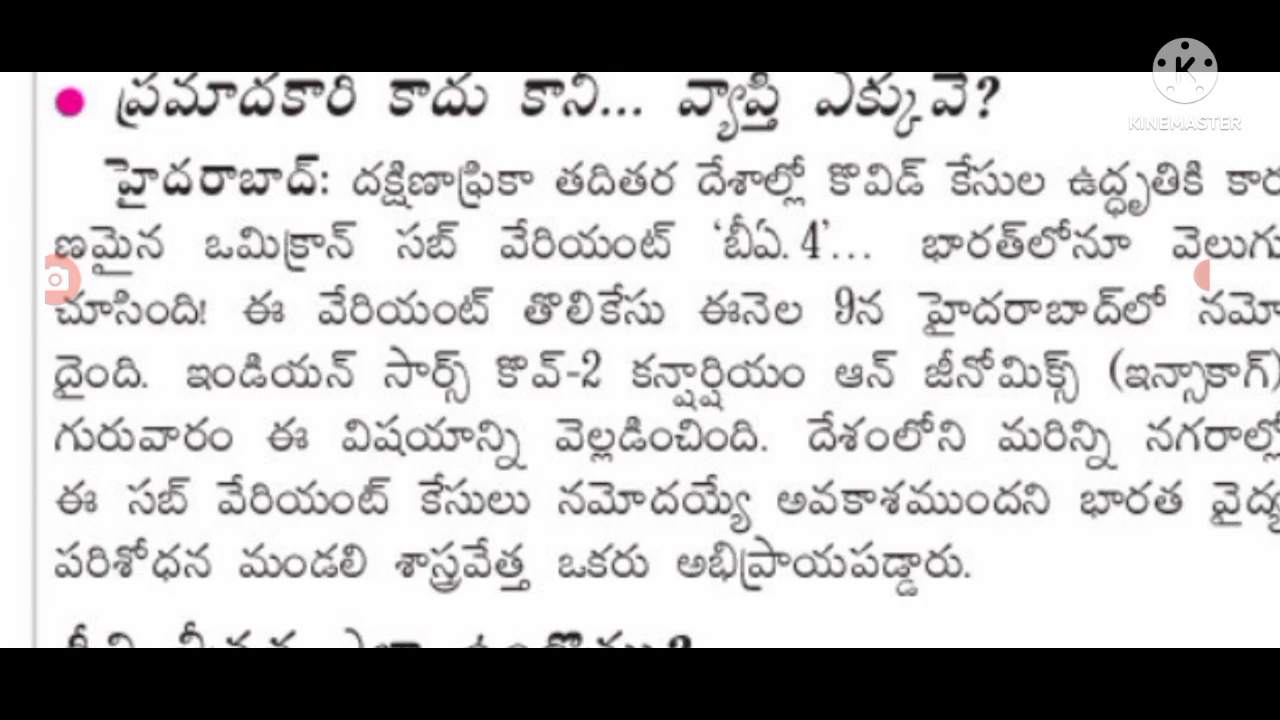 ప్రమాదకారి కాదు కాని... వ్యాప్తి ఎక్కువే?
KINEMASTER
హైదరాబాద్: దక్షిణాఫ్రికా తదితర దేశాల్లో కొవిడ్ కేసుల ఉద్ధృతికి కార
ణమైన ఒమిక్రాన్ సబ్ వేరియంట్ ‘బీఏ.4’... భారత్‌లోనూ వెలుగు
చూసింది! ఈ వేరియంట్ తొలికేసు ఈనెల 9న హైదరాబాద్‌లో నమో
దైంది. ఇండియన్ సార్స్ కొవ్-2 కన్షార్షియం ఆన్ జీనోమిక్స్ (ఇన్సాకాగ్)
గురువారం ఈ విషయాన్ని వెల్లడించింది. దేశంలోని మరిన్ని నగరాల్లో
ఈ సబ్ వేరియంట్ కేసులు నమోదయ్యే అవకాశముందని భారత వైద్య
పరిశోధన మండలి శాస్త్రవేత్త ఒకరు అభిప్రాయపడ్డారు.